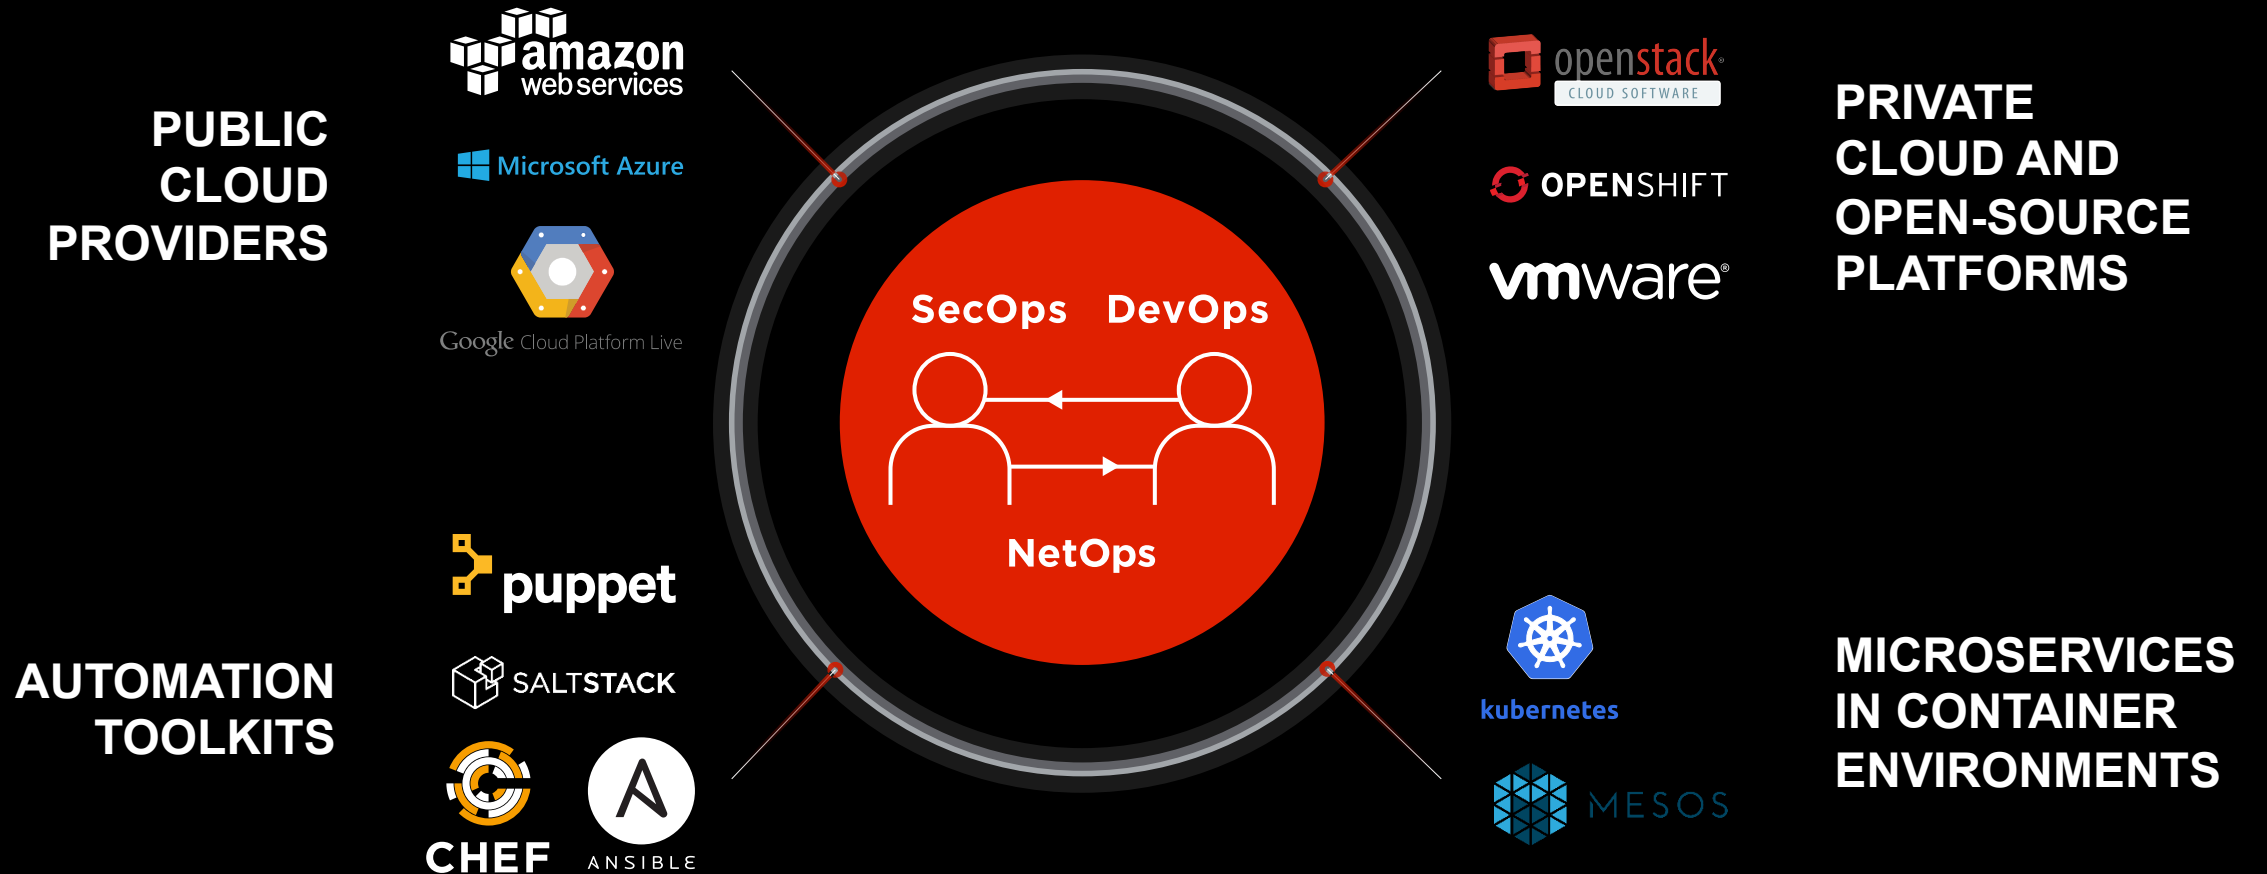 PUBLIC
CLOUD
PROVIDERS
amazon
web services
Microsoft Azure
Google Cloud Platform Live
openstack®
CLOUD SOFTWARE
OPENSHIFT
vmware®
PRIVATE
CLOUD AND
OPEN-SOURCE
PLATFORMS
SecOps DevOps
NetOps
AUTOMATION
TOOLKITS
puppet
SALTSTACK
CHEF
ANSIBLE
kubernetes
MESOS
MICROSERVICES
IN CONTAINER
ENVIRONMENTS